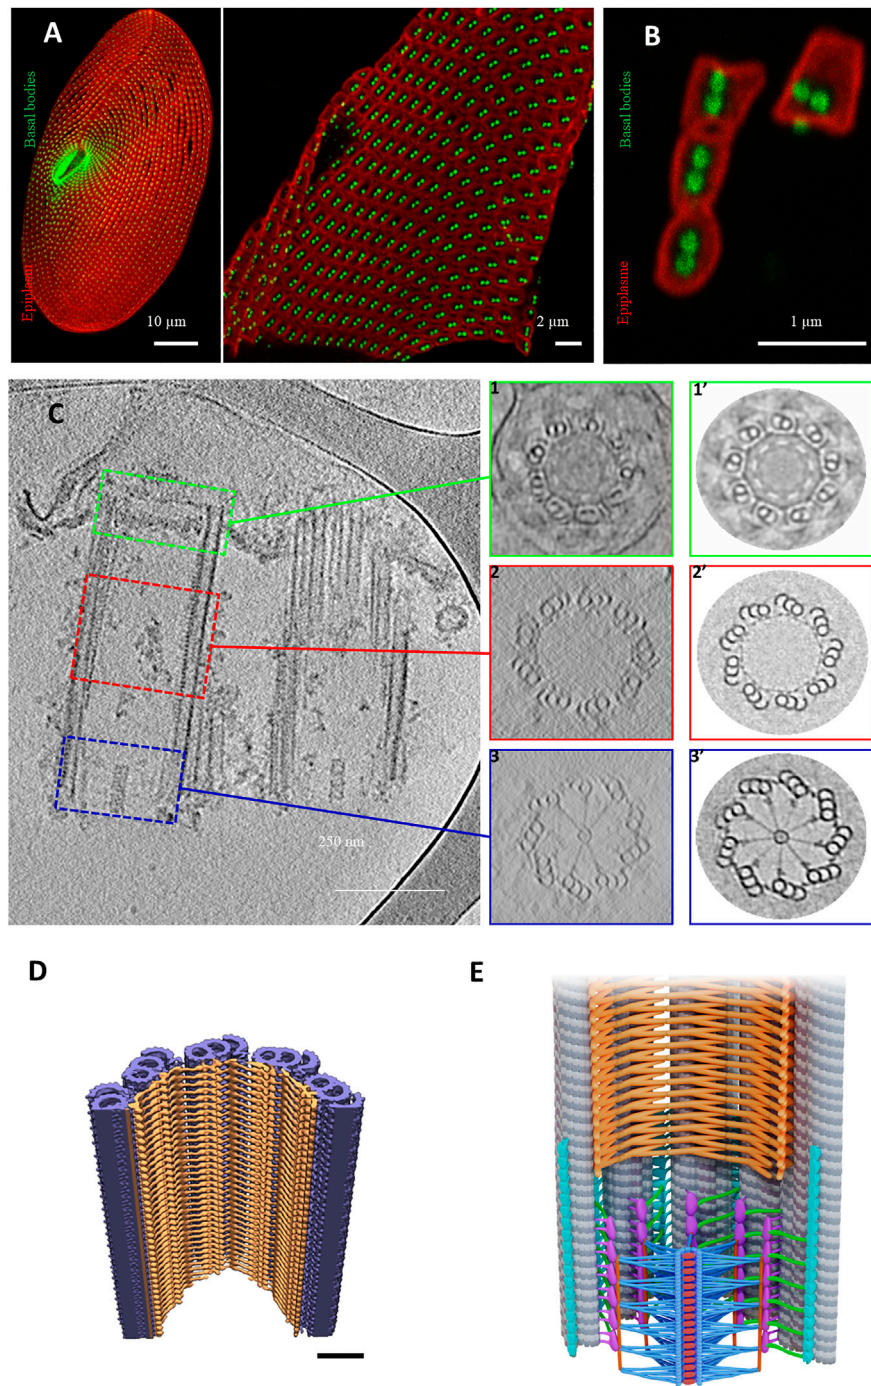 A
Basal bodies
Epiplasm
10 µm
2 µm
B
Basal bodies
Epiplasmine
1 µm
C
250 nm
1
1'
2
2'
3
3'
D
E